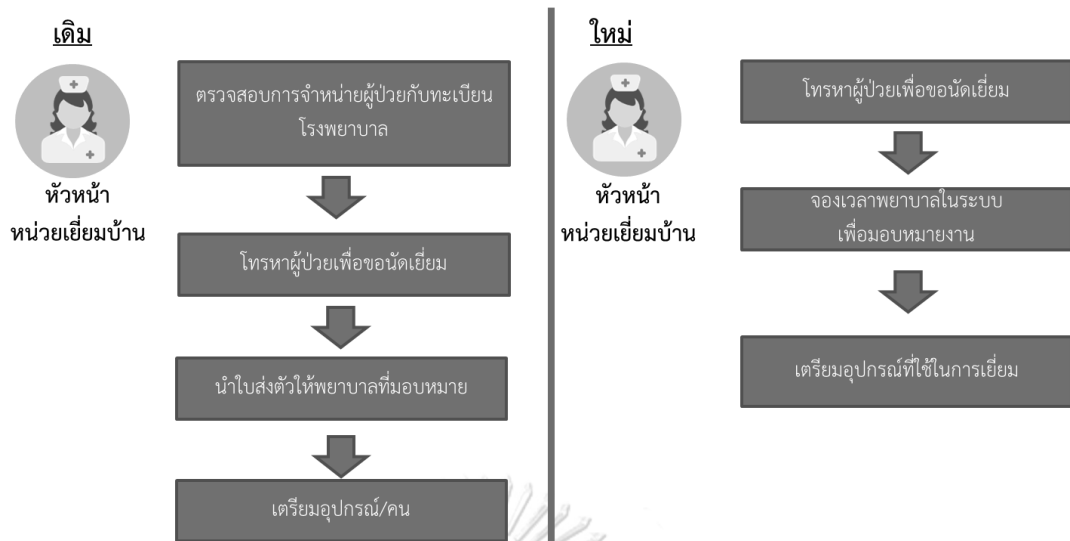 เดิม
หัวหน้า
หน่วยเยี่ยมบ้าน
ตรวจสอบการจำหน่ายผู้ป่วยกับทะเบียน
โรงพยาบาล
โทรหาผู้ป่วยเพื่อขอนัดเยี่ยม
นำใบส่งตัวให้พยาบาลที่มอบหมาย
เตรียมอุปกรณ์/คน
ใหม่
หัวหน้า
หน่วยเยี่ยมบ้าน
โทรหาผู้ป่วยเพื่อขอนัดเยี่ยม
จองเวลาพยาบาลในระบบ
เพื่อมอบหมายงาน
เตรียมอุปกรณ์ที่ใช้ในการเยี่ยม